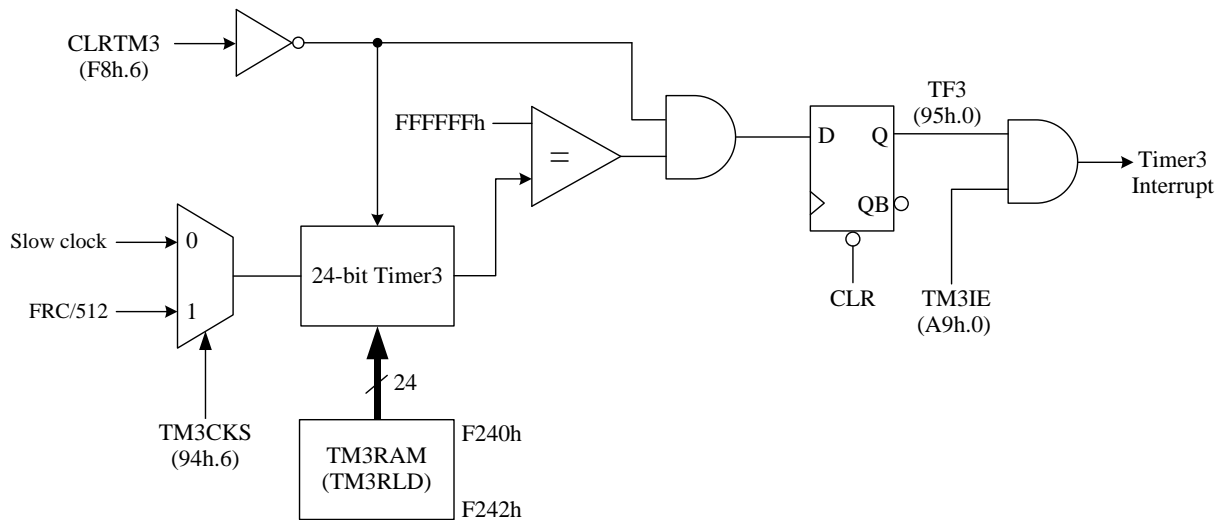 CLRTM3
(F8h.6)
FFFFFFh
=
TF3
(95h.0)
D
Q
QB
CLR
Timer3
Interrupt
TM3IE
(A9h.0)
Slow clock
0
FRC/512
1
24-bit Timer3
24
TM3CKS
(94h.6)
TM3RAM
(TM3RLD)
F240h
F242h